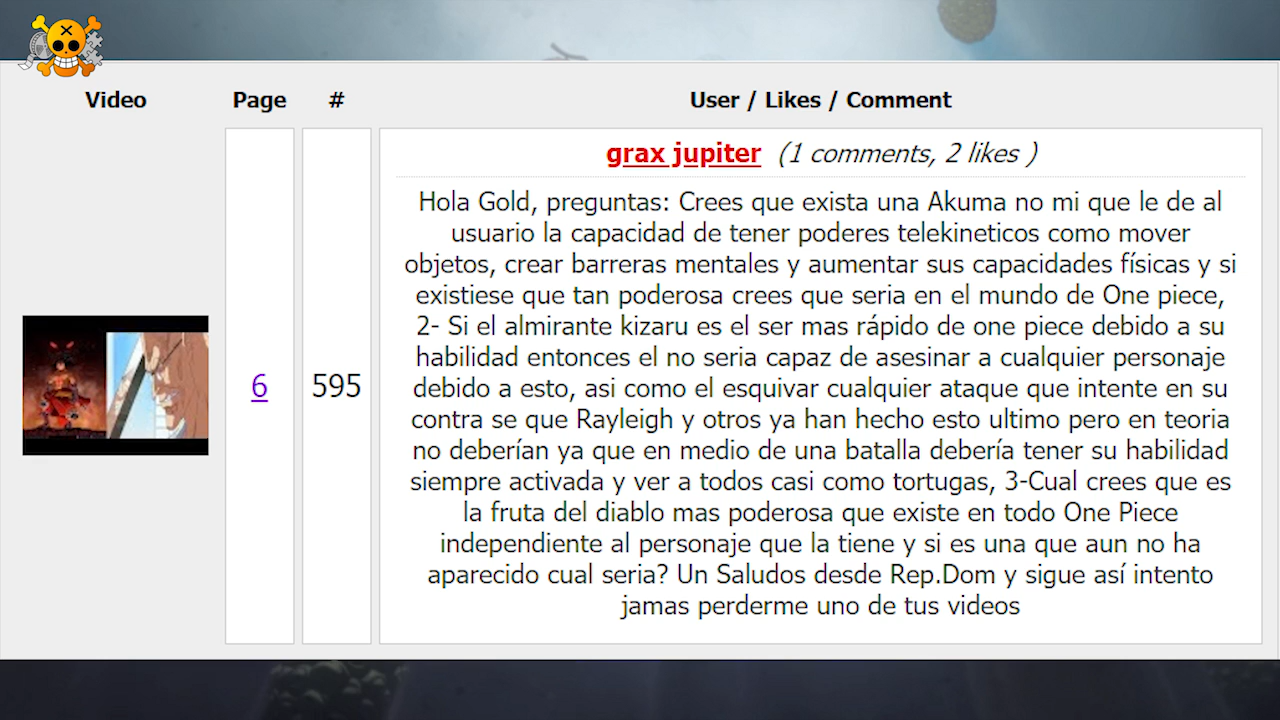 Video Page # User / Likes / Comment
grax jupiter (1 comments, 2 likes )
Hola Gold, preguntas: Crees que exista una Akuma no mi que le de al
usuario la capacidad de tener poderes telekineticos como mover
objetos, crear barreras mentales y aumentar sus capacidades físicas y si
existiese que tan poderosa crees que seria en el mundo de One piece,
2- Si el almirante kizaru es el ser mas rápido de one piece debido a su
habilidad entonces el no seria capaz de asesinar a cualquier personaje
6 595 debido a esto, asi como el esquivar cualquier ataque que intente en su
contra se que Rayleigh y otros ya han hecho esto ultimo pero en teoria
no deberían ya que en medio de una batalla debería tener su habilidad
siempre activada y ver a todos casi como tortugas, 3-Cual crees que es
la fruta del diablo mas poderosa que existe en todo One Piece
independiente al personaje que la tiene y si es una que aun no ha
aparecido cual seria? Un Saludos desde Rep.Dom y sigue así intento
jamas perderme uno de tus videos